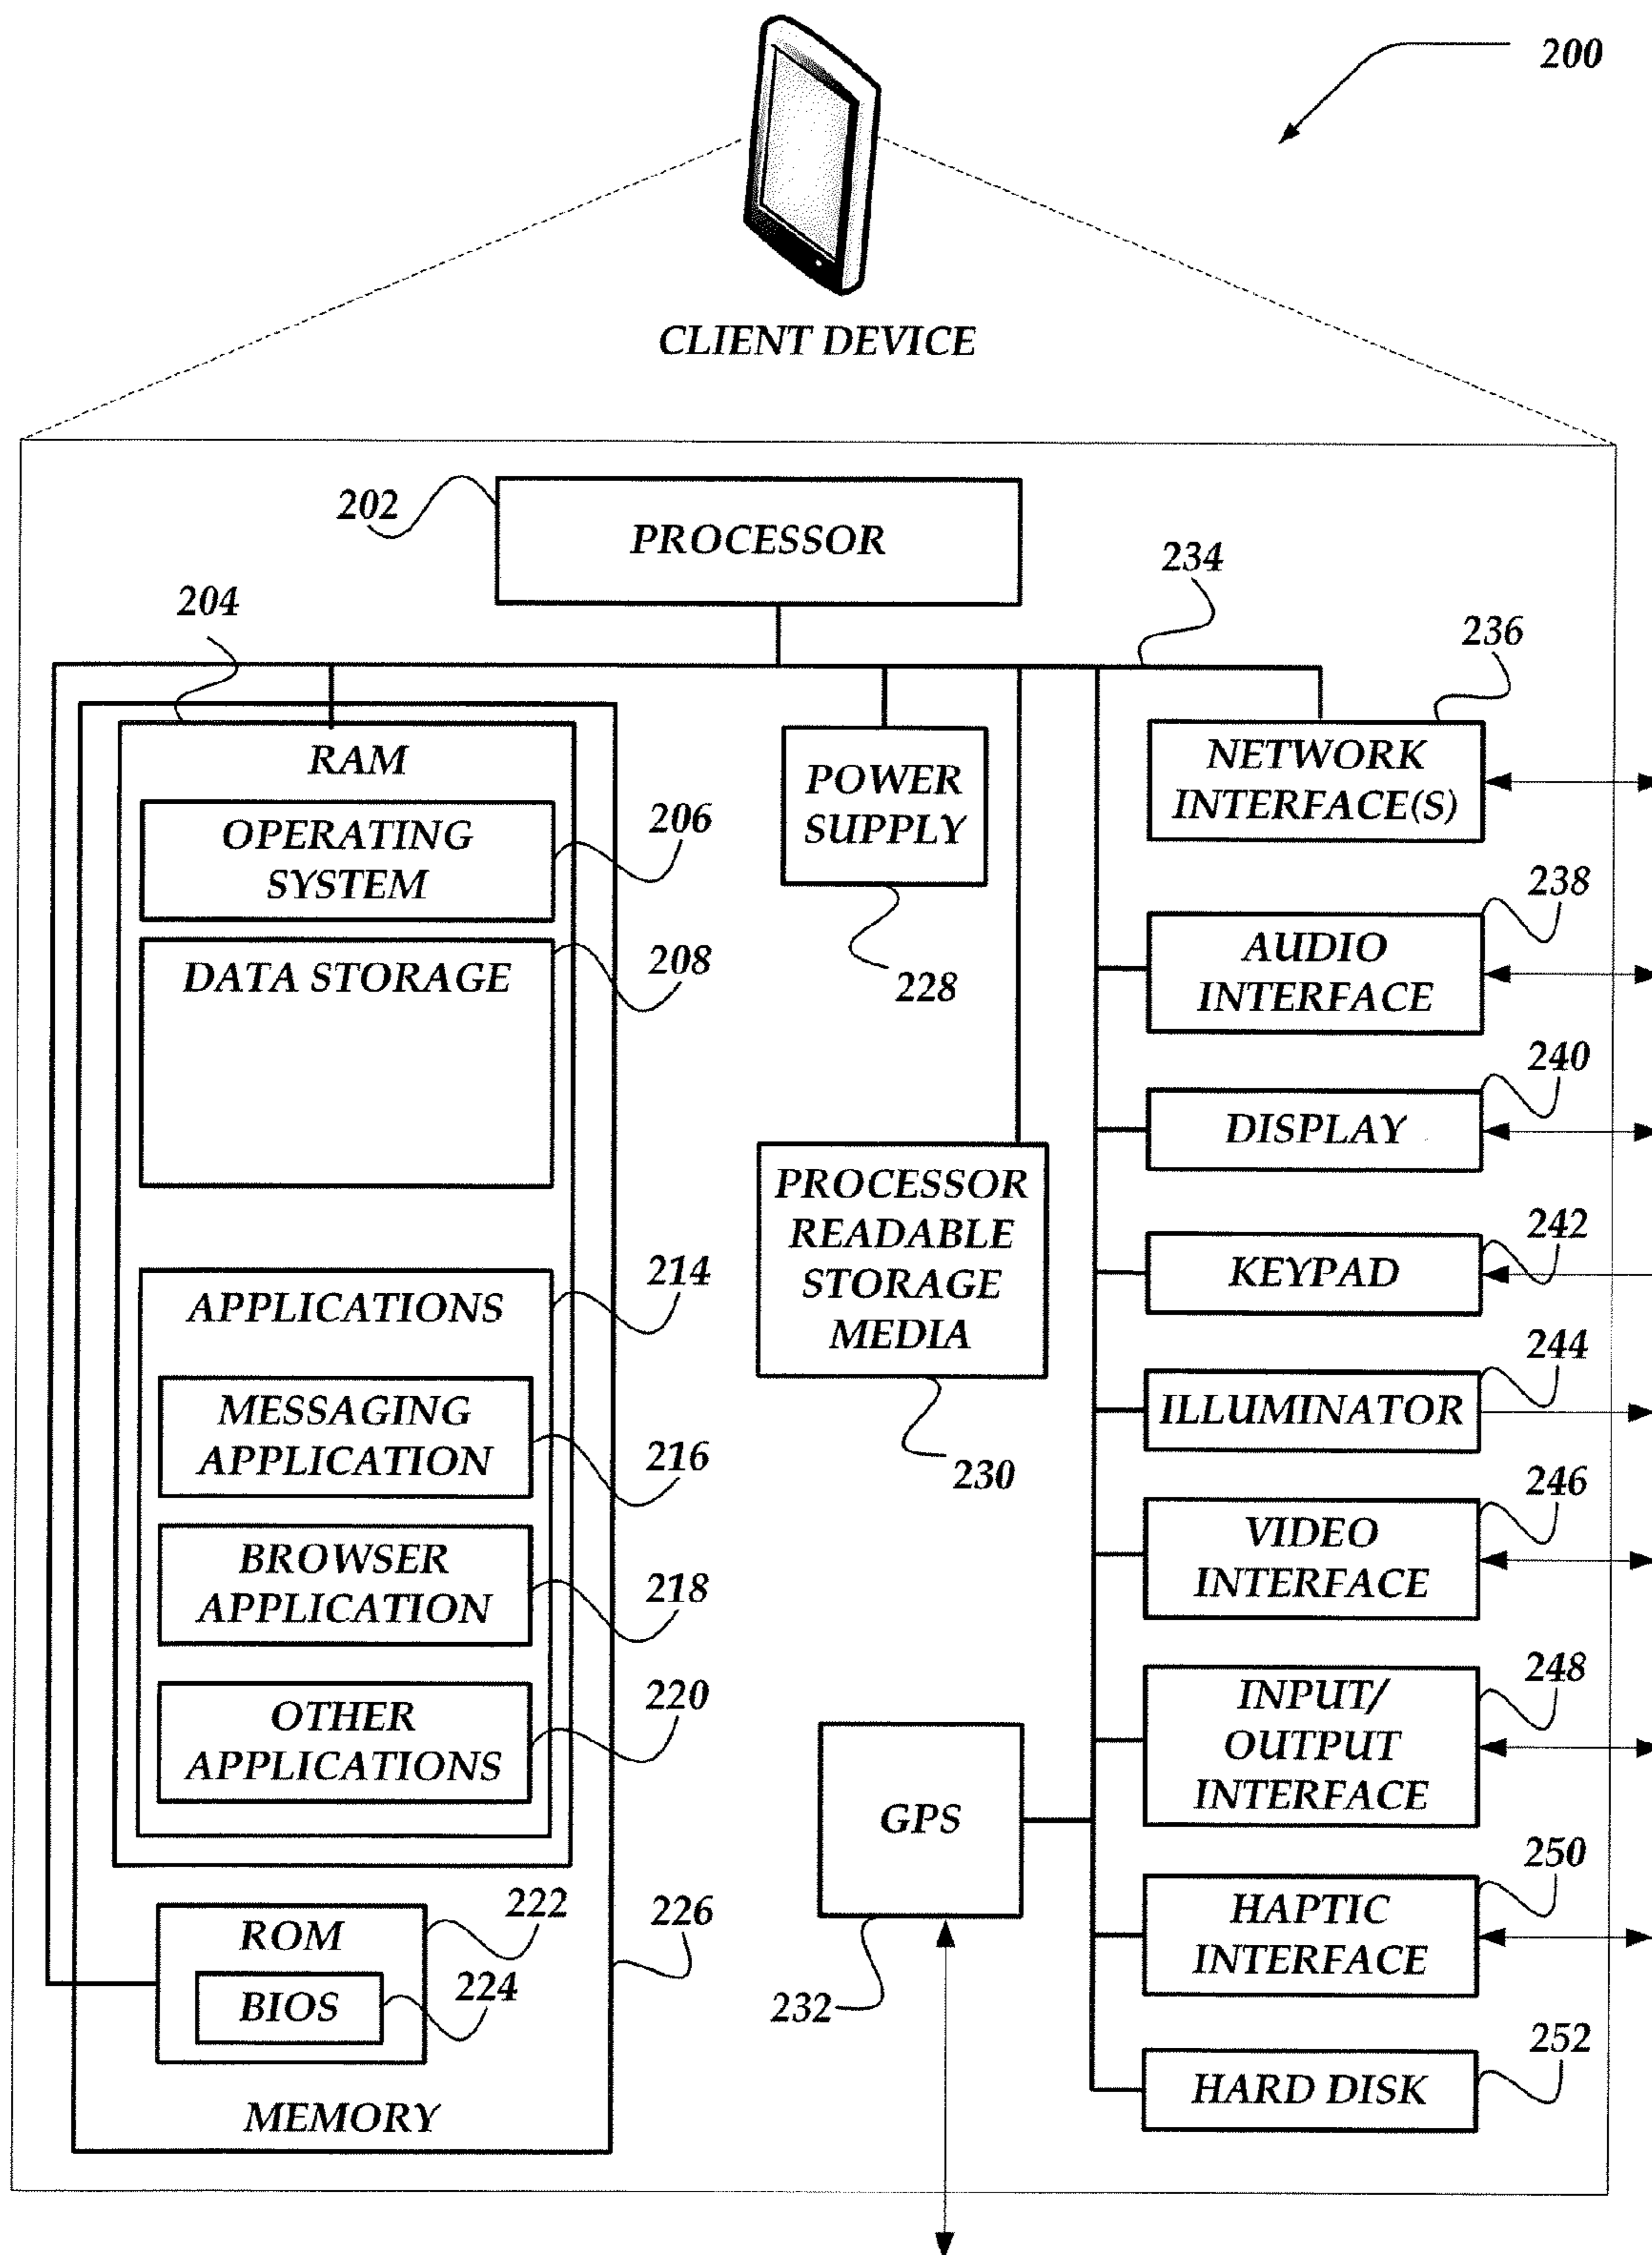 200
CLIENT DEVICE
202
PROCESSOR
234
204
236
RAM
POWER
SUPPLY
NETWORK
INTERFACE(S)
OPERATING
SYSTEM
206
228
238
AUDIO
INTERFACE
DATA STORAGE
208
240
DISPLAY
PROCESSOR
READABLE
STORAGE
MEDIA
230
242
KEYPAD
APPLICATIONS
214
244
ILLUMINATOR
MESSAGING
APPLICATION
216
246
VIDEO
INTERFACE
BROWSER
APPLICATION
218
248
INPUT/
OUTPUT
INTERFACE
OTHER
APPLICATIONS
220
GPS
232
250
HAPTIC
INTERFACE
ROM
222
BIOS
224
226
252
HARD DISK
MEMORY